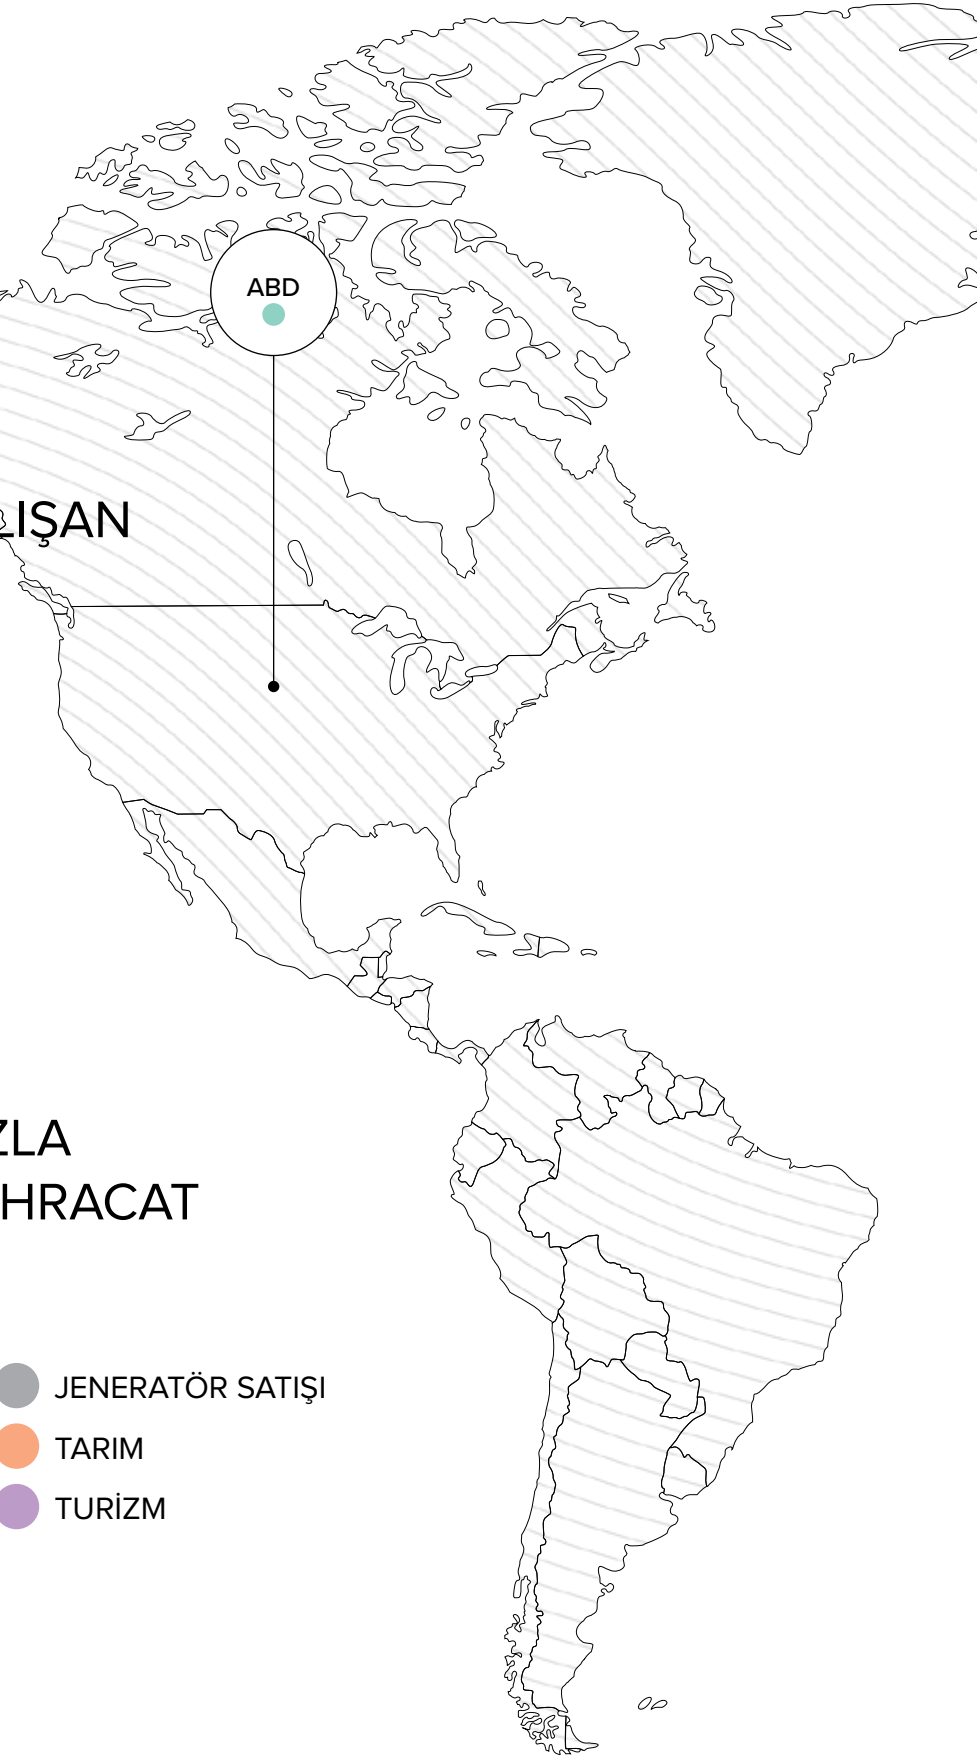 ABD
LIŞAN
ZLA
HRACAT
JENERATÖR SATIŞI
TARIM
TURİZM